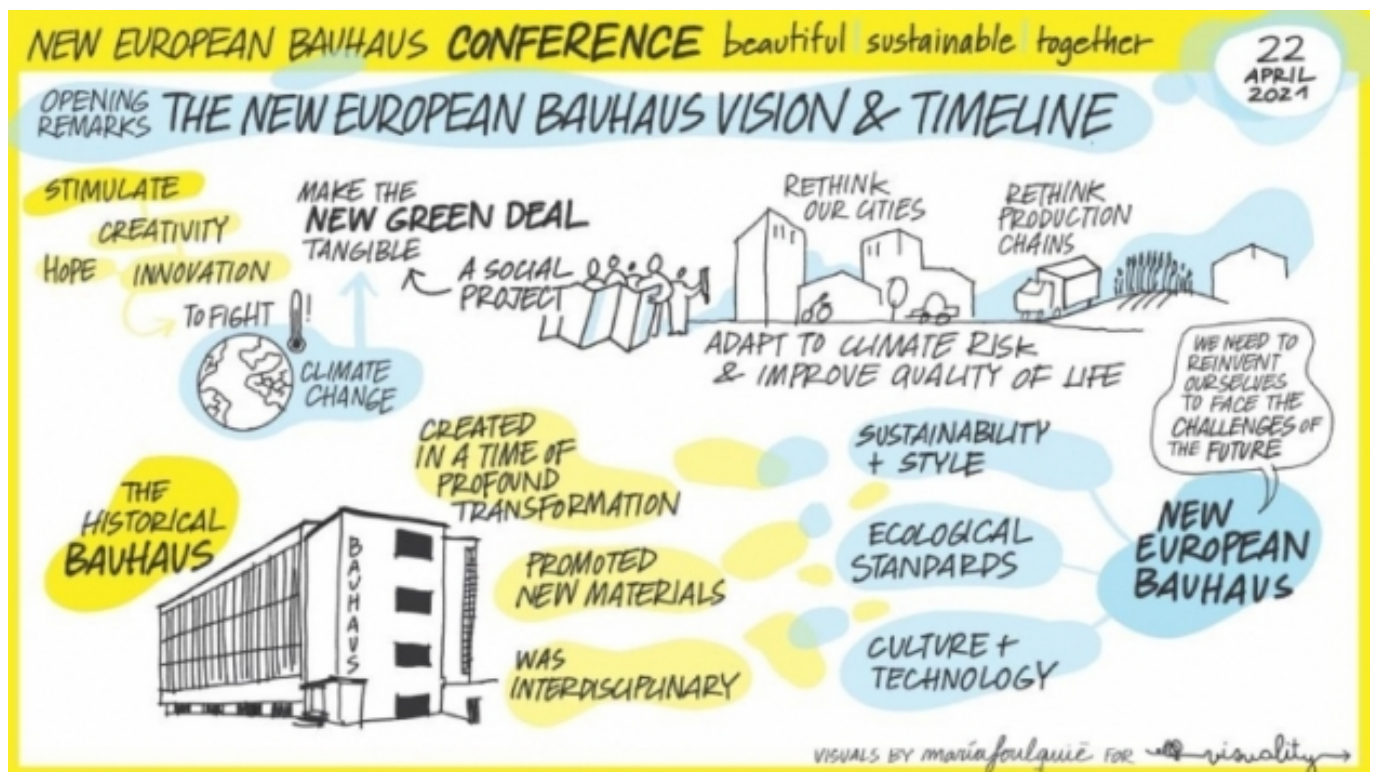 NEW EUROPEAN BAUHAUS CONFERENCE beautiful sustainable together
22
APRIL
2021
OPENING
REMARKS
THE NEW EUROPEAN BAUHAUS VISION & TIMELINE
STIMULATE
CREATIVITY
HOPE INNOVATION
TO FIGHT !
CLIMATE
CHANGE
MAKE THE
NEW GREEN DEAL
TANGIBLE
A SOCIAL
PROJECT
RETHINK
OUR CITIES
RETHINK
PRODUCTION
CHAINS
ADAPT TO CLIMATE RISK
& IMPROVE QUALITY OF LIFE
WE NEED TO
REINVENT
OURSELVES
TO FACE THE
CHALLENGES OF
THE FUTURE
THE
HISTORICAL
BAUHAUS
BAUHAUS
CREATED
IN A TIME OF
PROFOUND
TRANSFORMATION
PROMOTED
NEW MATERIALS
WAS
INTERDISCIPLINARY
SUSTAINABILITY
+ STYLE
ECOLOGICAL
STANDARDS
CULTURE +
TECHNOLOGY
NEW
EUROPEAN
BAUHAUS
VISUALS BY maría foulquié FOR visuality